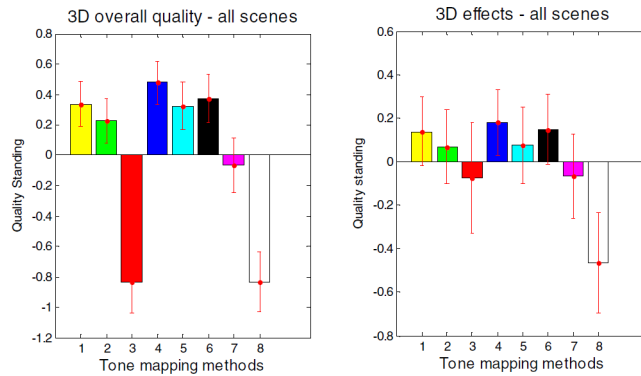 3D overall quality - all scenes
0.8
0.6
0.4
0.2
0
-0.2
-0.4
-0.6
-0.8
-1
-1.2
Quality Standing
1 2 3 4 5 6 7 8
Tone mapping methods
3D effects - all scenes
0.6
0.4
0.2
0
-0.2
-0.4
-0.6
-0.8
Quality standing
1 2 3 4 5 6 7 8
Tone mapping methods